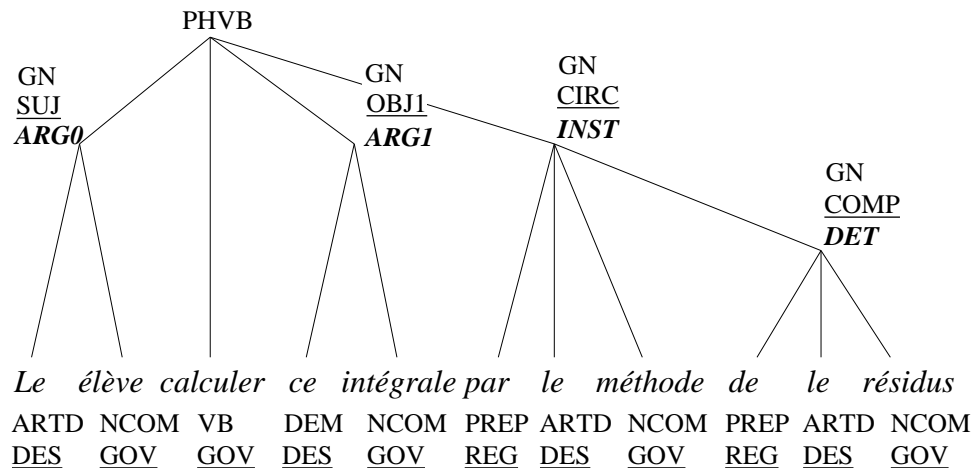 PHVB
GN GN GN
SUJ OBJ1 CIRC
ARG0 ARG1 INST
GN
COMP
DET
Le élève calculer ce intégrale par le méthode de le résidus
ARTD NCOM VB DEM NCOM PREP ARTD NCOM PREP ARTD NCOM
DES GOV GOV DES GOV REG DES GOV REG DES GOV